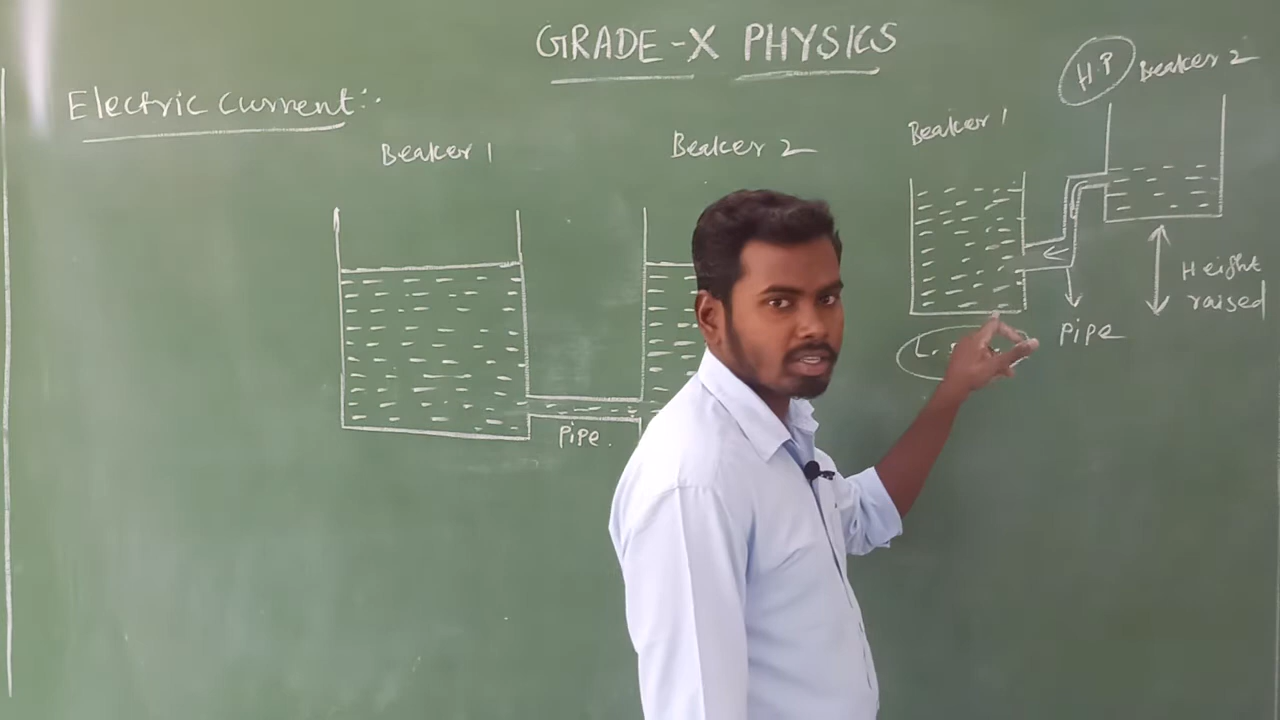 GRADE-X PHYSICS
Electric current:-
Beaker 1
Beaker 2
Pipe.
Beaker 1
H.P
Beaker 2
Height
raised
Pipe